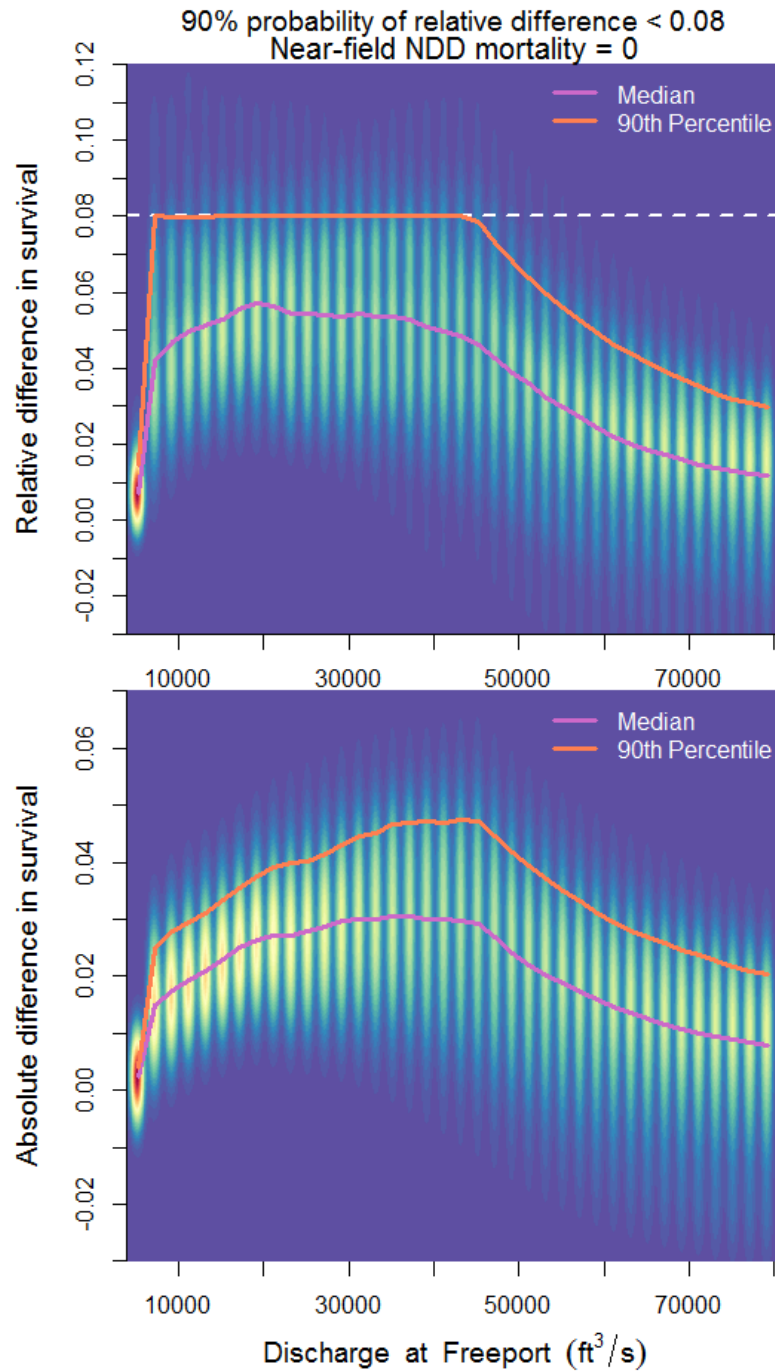 90% probability of relative difference < 0.08
Near-field NDD mortality = 0
Relative difference in survival
0.12
0.10
0.08
0.06
0.04
0.02
0.00
-0.02
Median
90th Percentile
10000 30000 50000 70000
Absolute difference in survival
0.06
0.04
0.02
0.00
-0.02
Median
90th Percentile
10000 30000 50000 70000
Discharge at Freeport (ft³/s)